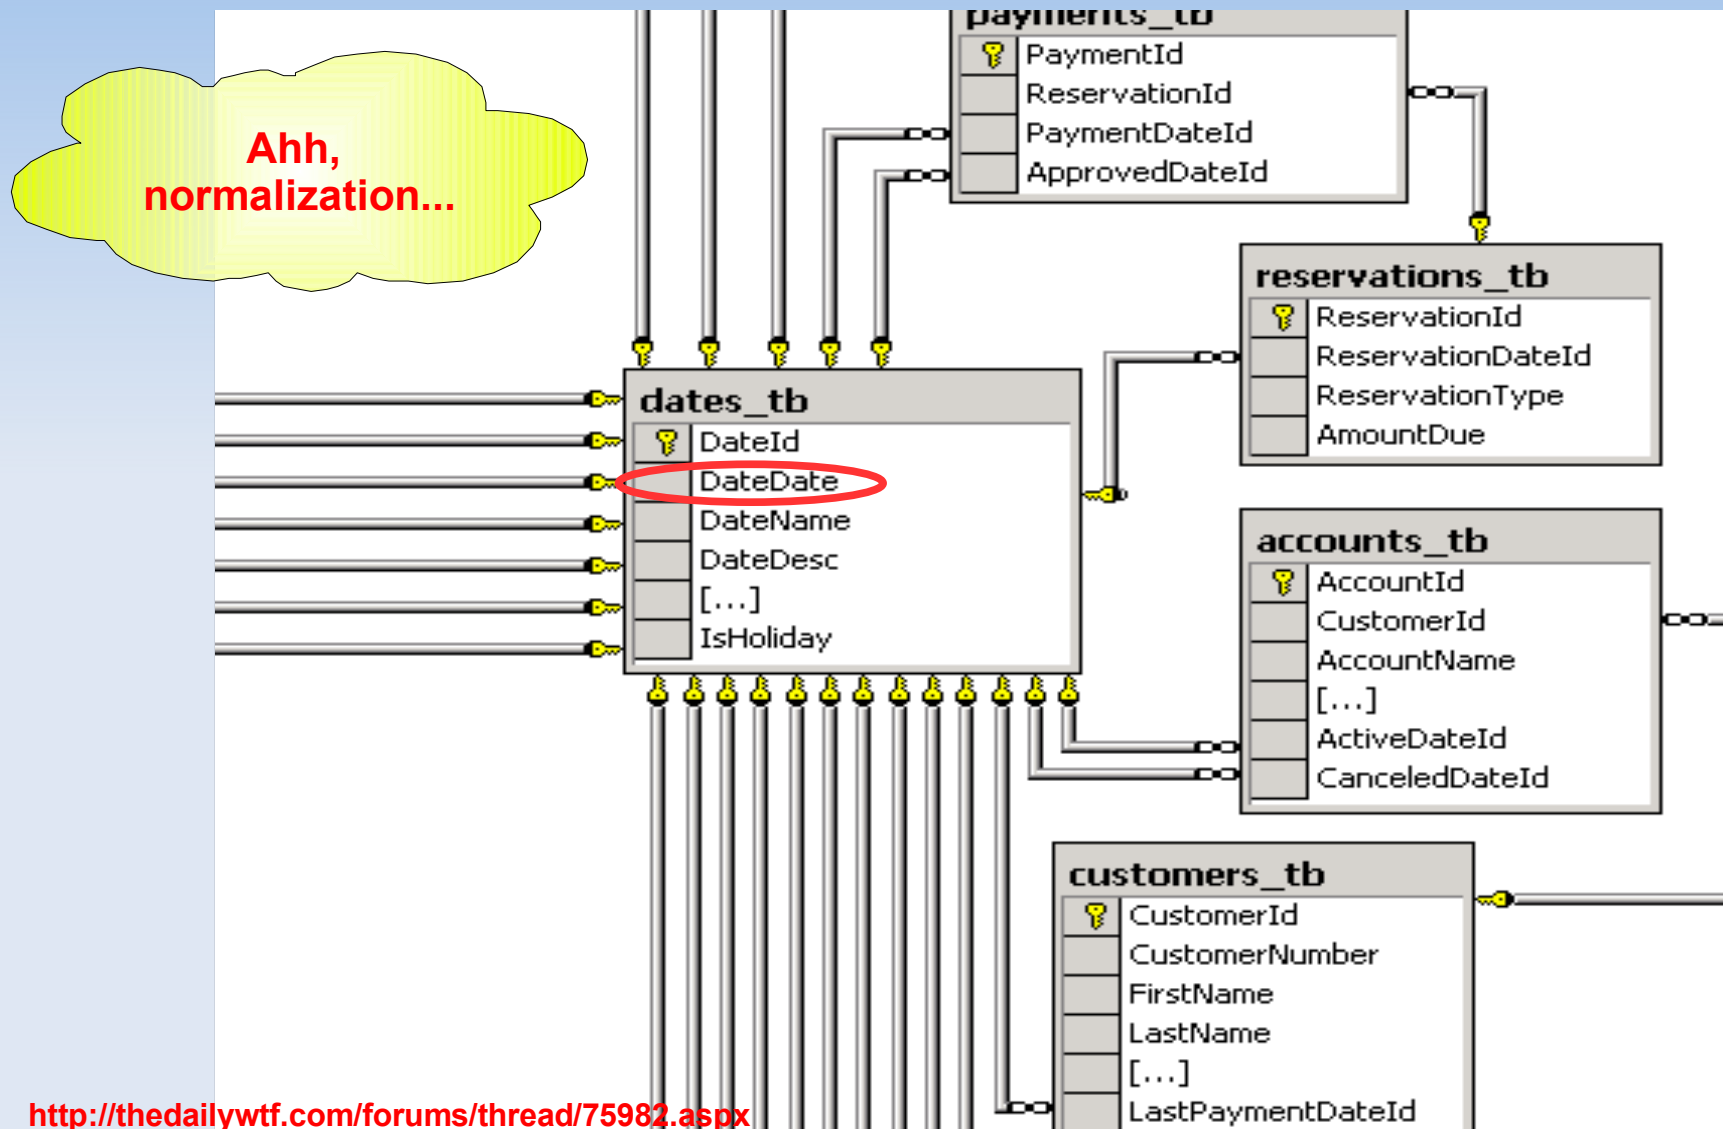 Ahh,
normalization...
payments_tb
PaymentId
ReservationId
PaymentDateId
ApprovedDateId
reservations_tb
ReservationId
ReservationDateId
ReservationType
AmountDue
dates_tb
DateId
DateDate
DateName
DateDesc
[...]
IsHoliday
accounts_tb
AccountId
CustomerId
AccountName
[...]
ActiveDateId
CanceledDateId
customers_tb
CustomerId
CustomerNumber
FirstName
LastName
[...]
LastPaymentDateId
http://thedailywtf.com/forums/thread/75982.aspx